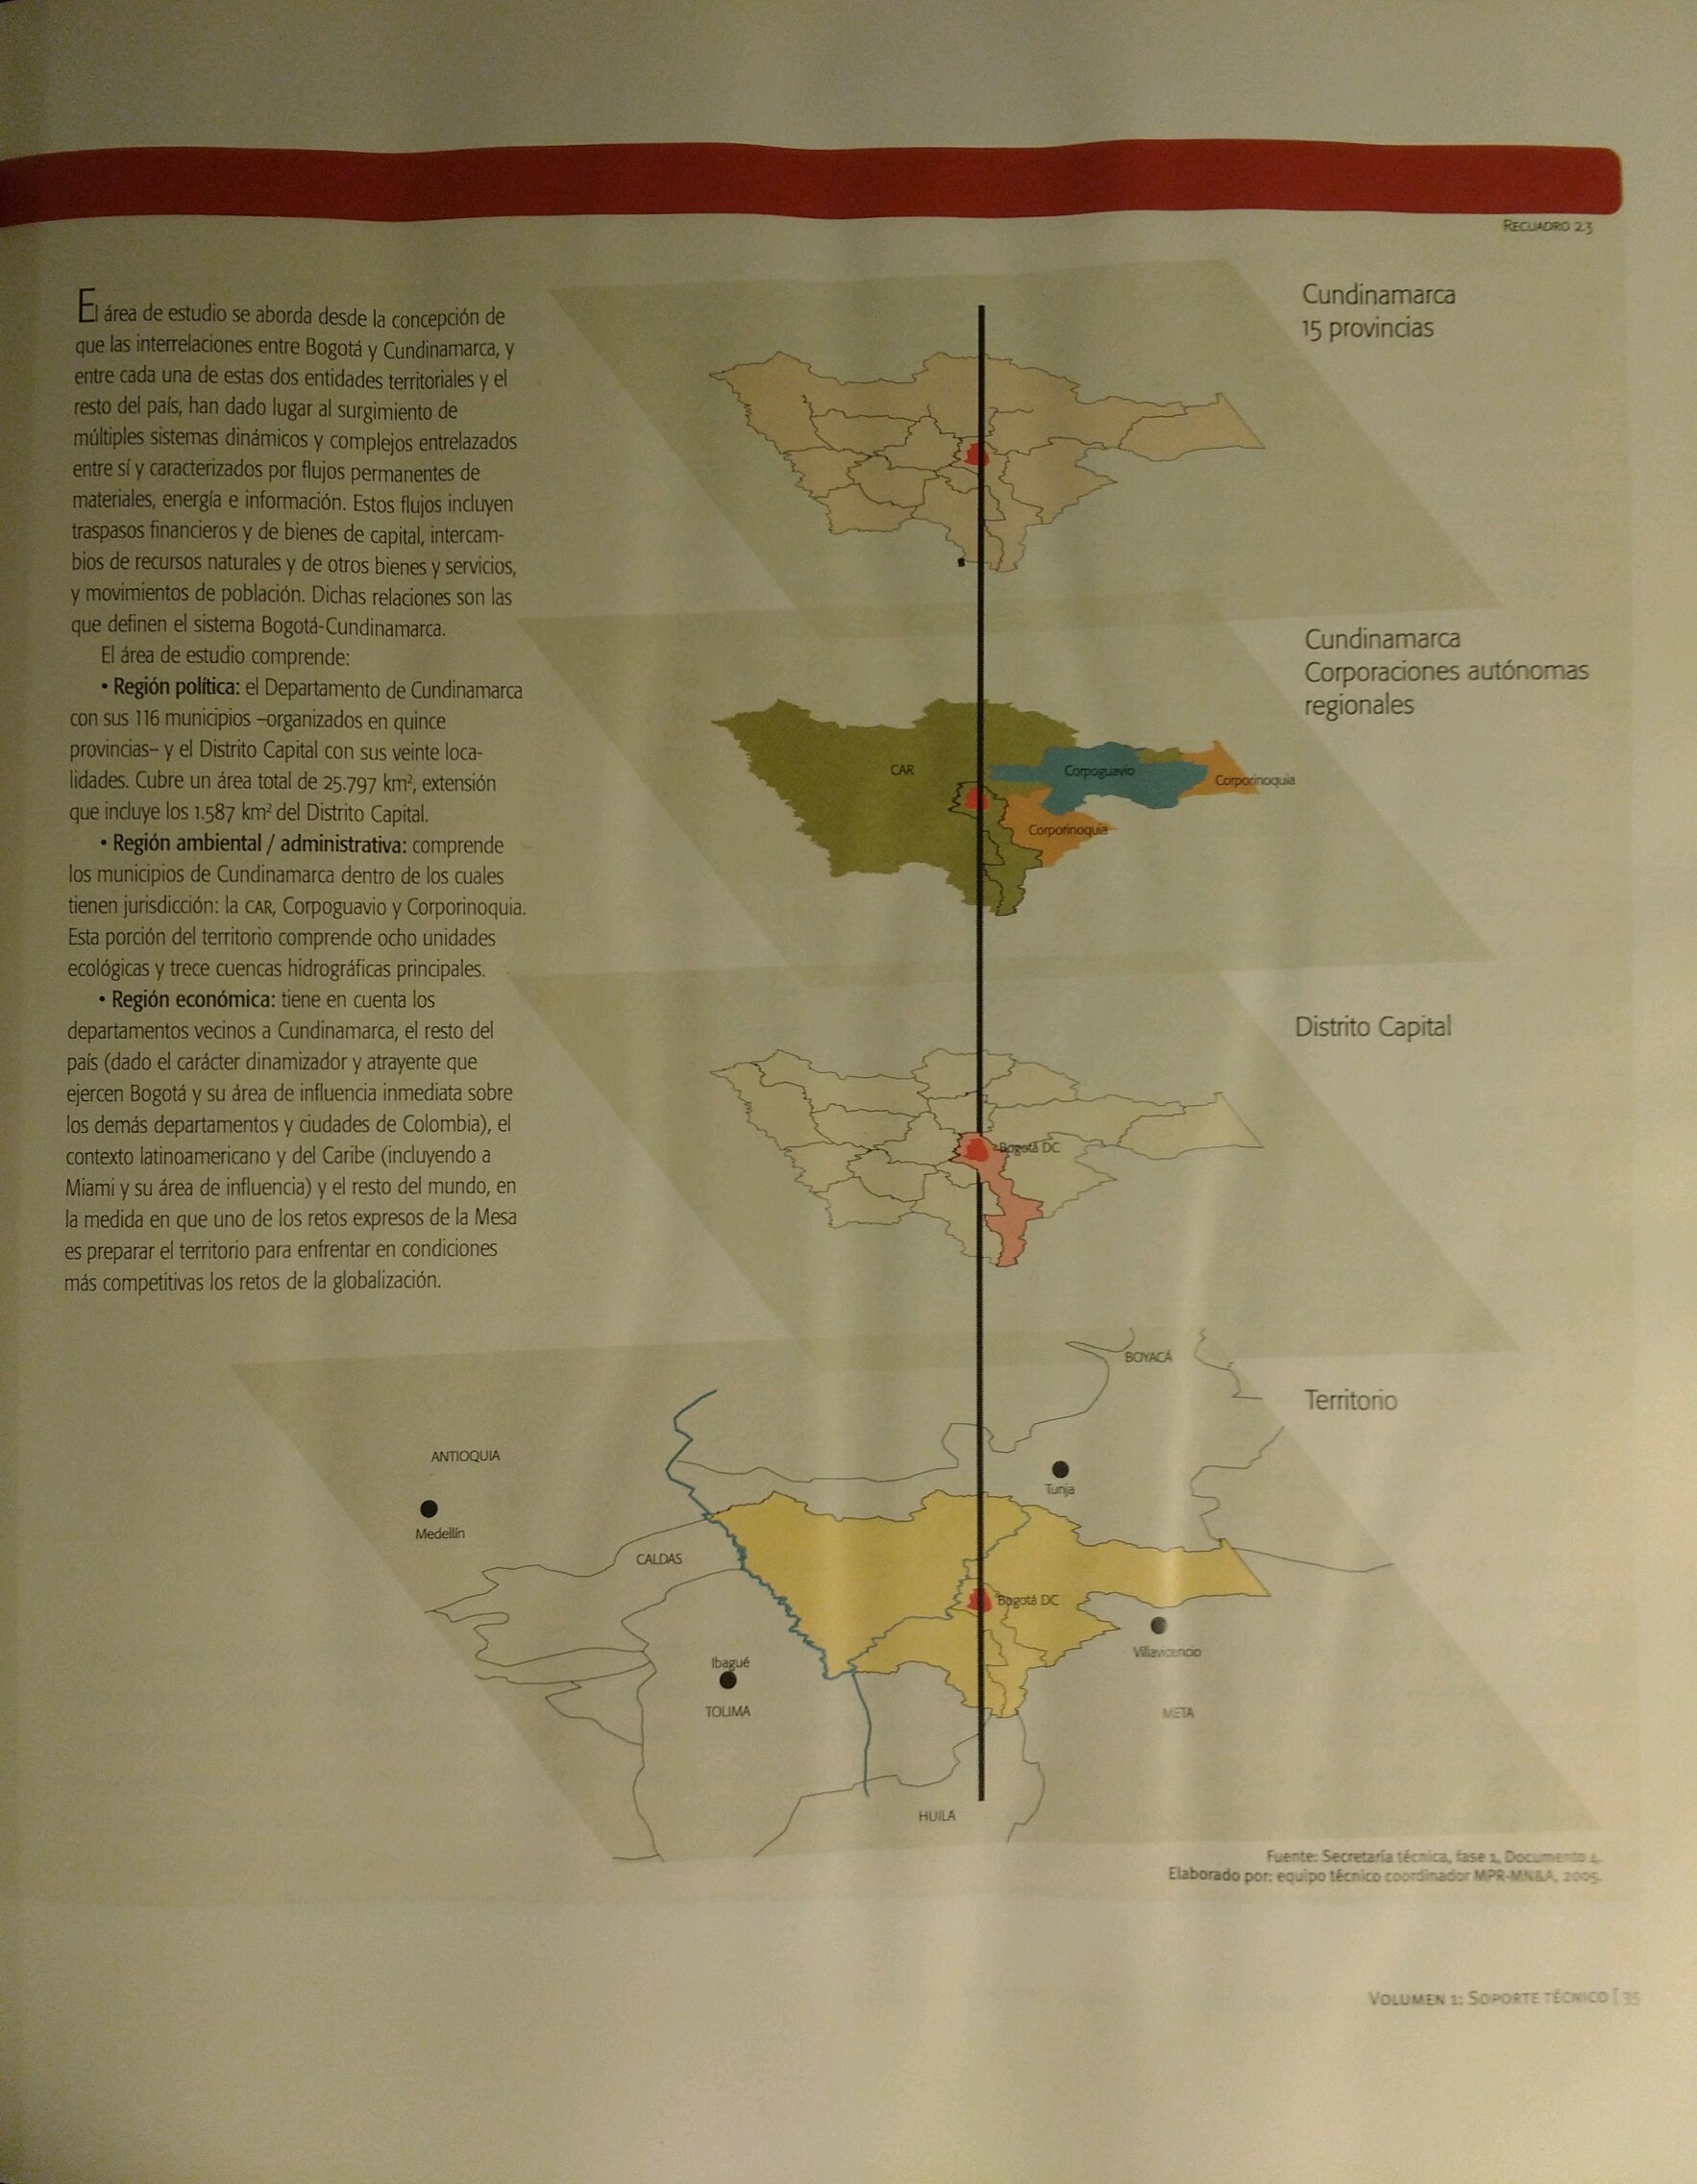 RECUADRO 2.3
El área de estudio se aborda desde la concepción de
que las interrelaciones entre Bogotá y Cundinamarca, y
entre cada una de estas dos entidades territoriales y el
resto del país, han dado lugar al surgimiento de
múltiples sistemas dinámicos y complejos entrelazados
entre sí y caracterizados por flujos permanentes de
materiales, energía e información. Estos flujos incluyen
traspasos financieros y de bienes de capital, intercam-
bios de recursos naturales y de otros bienes y servicios,
y movimientos de población. Dichas relaciones son las
que definen el sistema Bogotá-Cundinamarca.
El área de estudio comprende:
• Región política: el Departamento de Cundinamarca
con sus 116 municipios –organizados en quince
provincias– y el Distrito Capital con sus veinte loca-
lidades. Cubre un área total de 25.797 km², extensión
que incluye los 1.587 km² del Distrito Capital.
• Región ambiental / administrativa: comprende
los municipios de Cundinamarca dentro de los cuales
tienen jurisdicción: la CAR, Corpoguavio y Corporinoquia.
Esta porción del territorio comprende ocho unidades
ecológicas y trece cuencas hidrográficas principales.
• Región económica: tiene en cuenta los
departamentos vecinos a Cundinamarca, el resto del
país (dado el carácter dinamizador y atrayente que
ejercen Bogotá y su área de influencia inmediata sobre
los demás departamentos y ciudades de Colombia), el
contexto latinoamericano y del Caribe (incluyendo a
Miami y su área de influencia) y el resto del mundo, en
la medida en que uno de los retos expresos de la Mesa
es preparar el territorio para enfrentar en condiciones
más competitivas los retos de la globalización.
Cundinamarca
15 provincias
Cundinamarca
Corporaciones autónomas
regionales
CAR
Corpoguavio
Corporinoquia
Corporinoquia
Distrito Capital
Bogotá DC
Territorio
BOYACÁ
ANTIOQUIA
Tunja
Medellín
CALDAS
Bogotá DC
Villavicencio
Ibagué
TOLIMA
META
HUILA
Fuente: Secretaría técnica, fase 1, Documento 4.
Elaborado por: equipo técnico coordinador MPR-MN&A, 2005.
VOLUMEN 1: SOPORTE TÉCNICO | 35